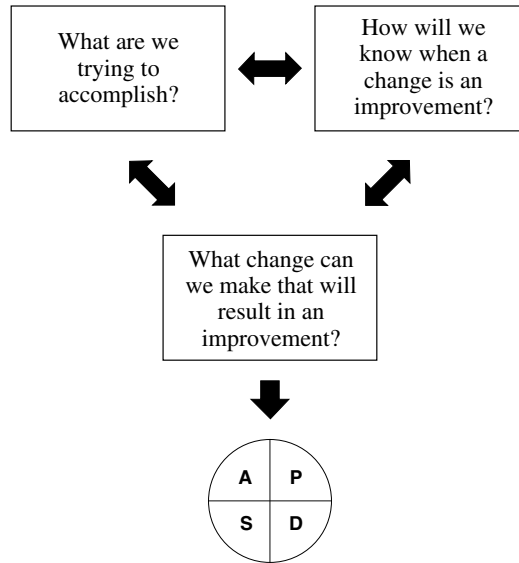 What are we
trying to
accomplish?
How will we
know when a
change is an
improvement?
What change can
we make that will
result in an
improvement?
A P
S D